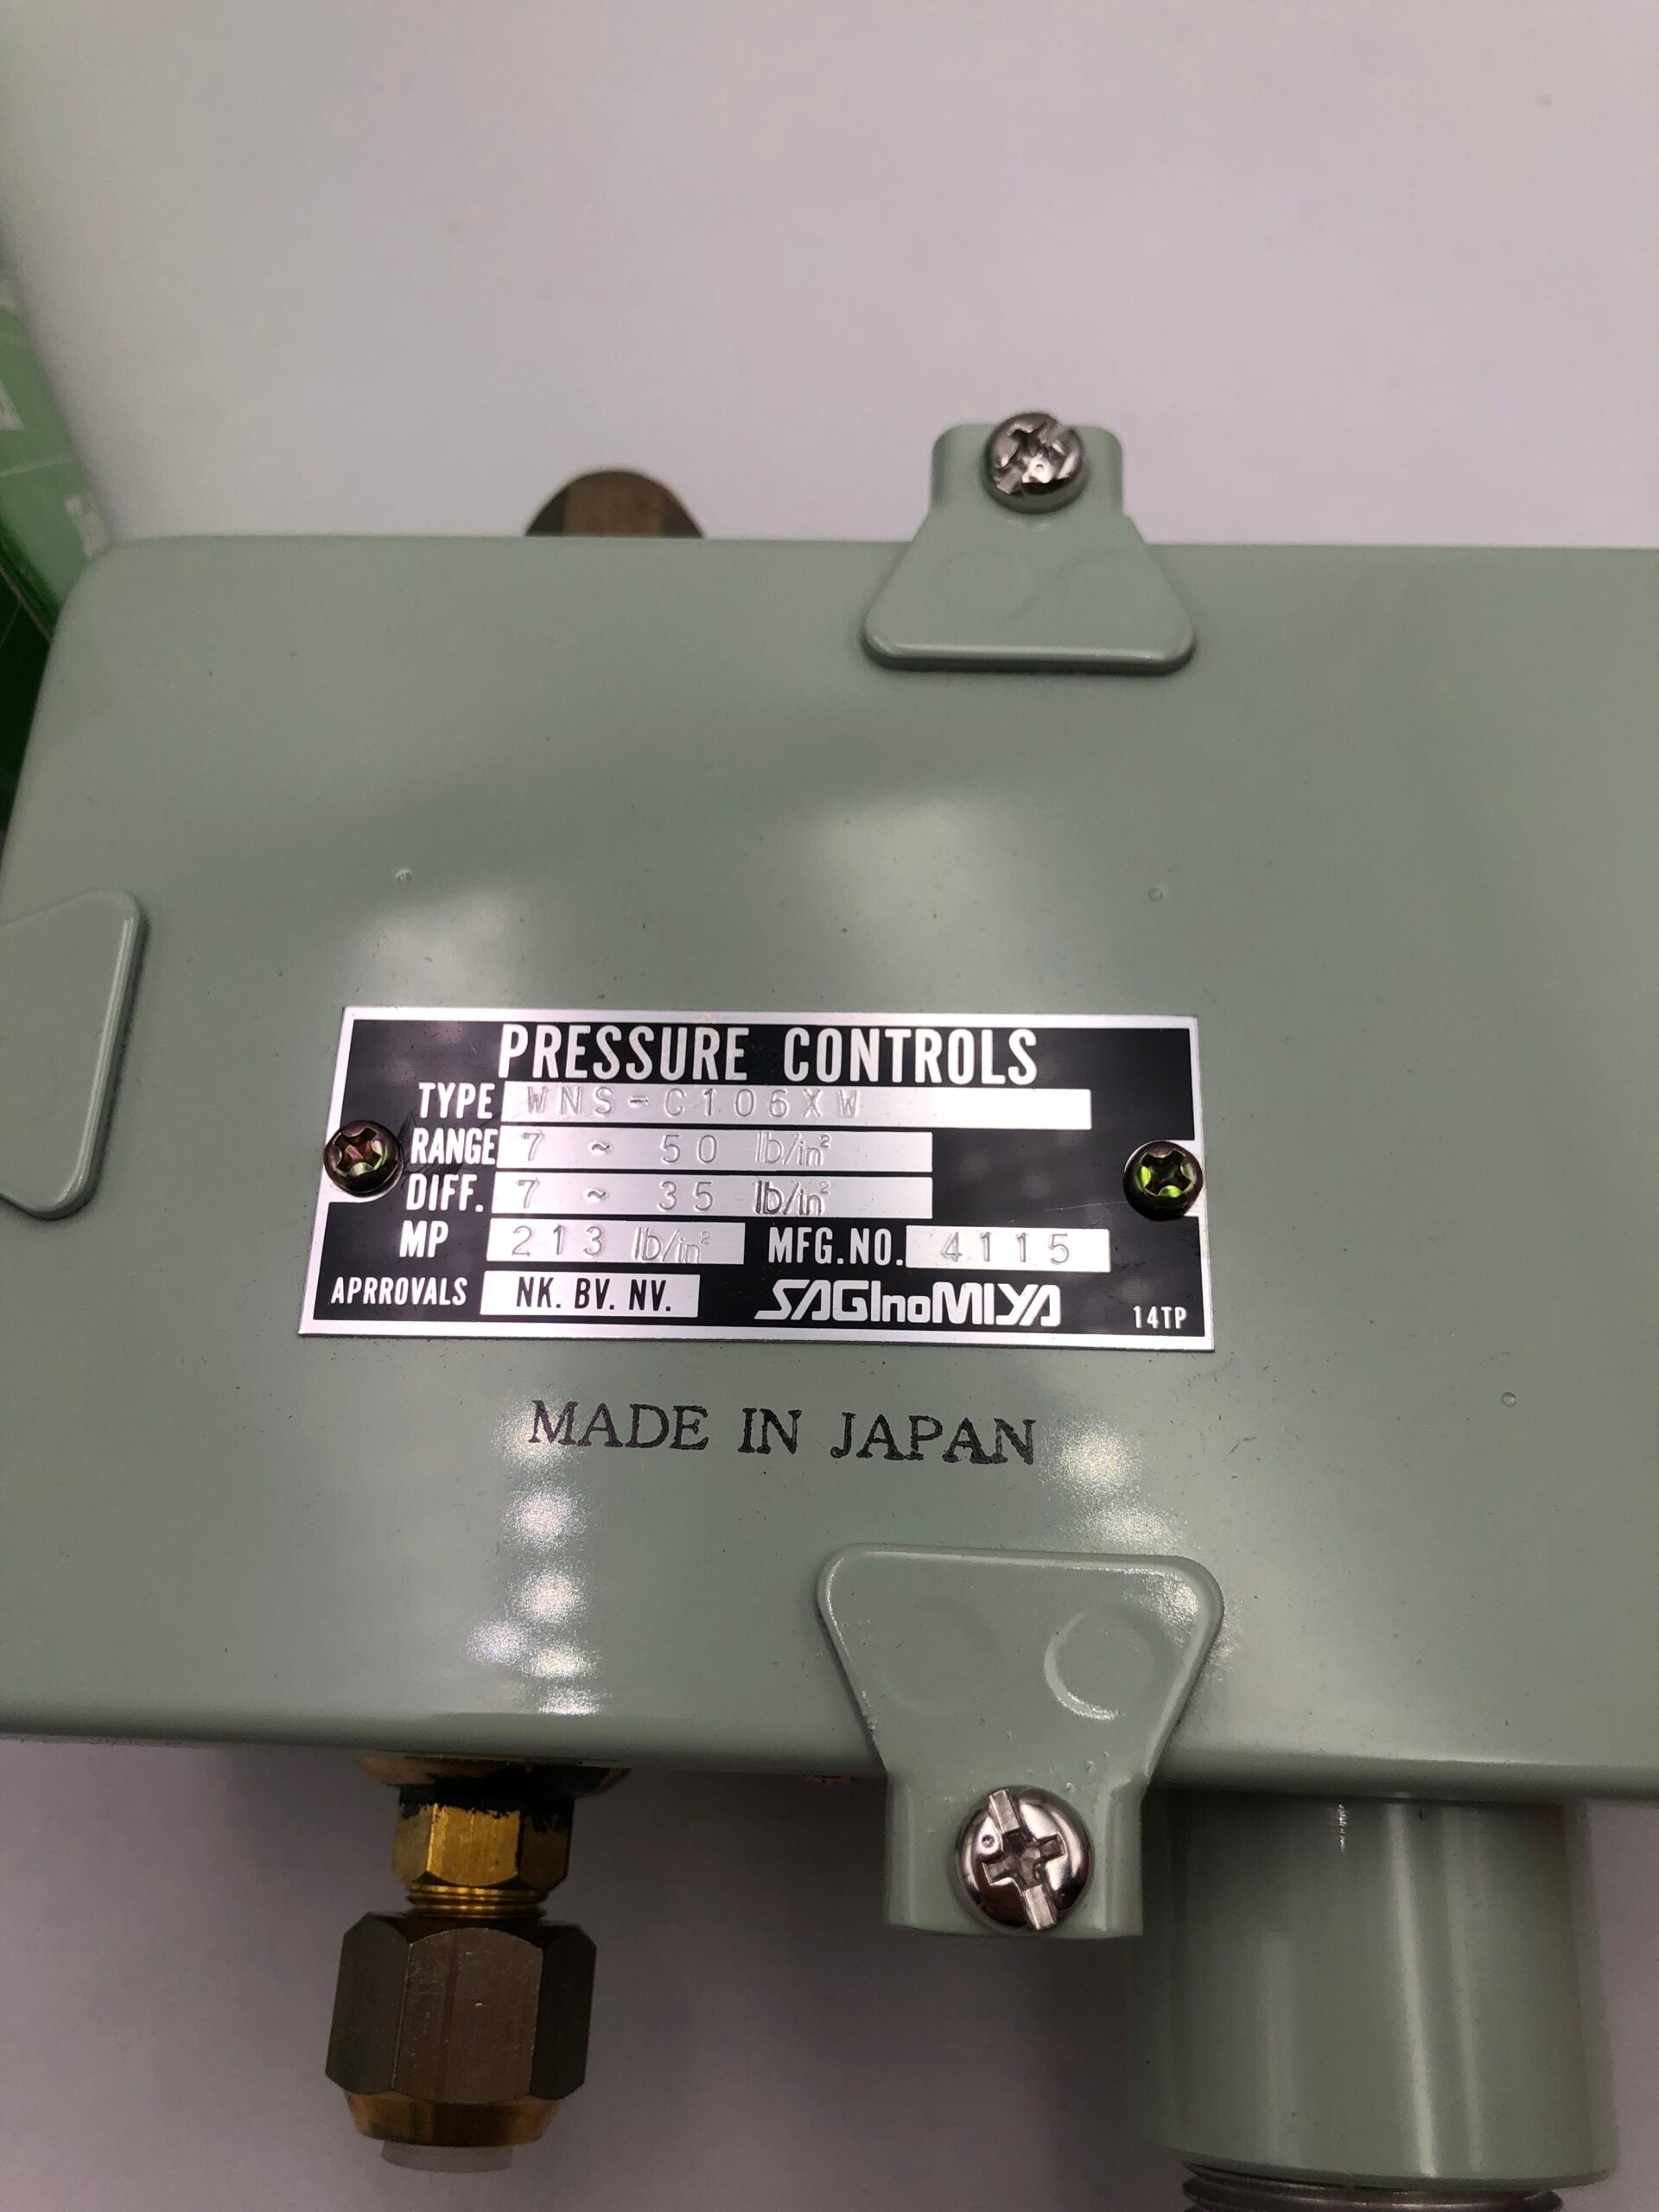 PRESSURE CONTROLS
TYPE WNS-C106XW
RANGE 7 ~ 50 lb/in²
DIFF. 7 ~ 35 lb/in²
MP 213 lb/in² MFG.NO. 4115
APRROVALS NK. BV. NV. SAGInoMIYA 14TP
MADE IN JAPAN